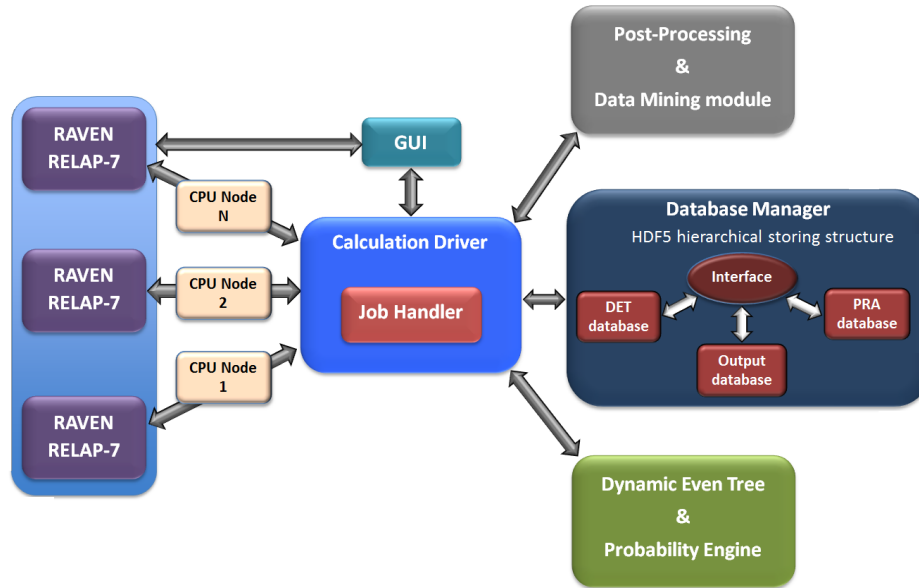 Post-Processing
&
Data Mining module
RAVEN
RELAP-7
GUI
CPU Node
N
RAVEN
RELAP-7
CPU Node
2
RAVEN
RELAP-7
CPU Node
1
Calculation Driver
Job Handler
Database Manager
HDF5 hierarchical storing structure
Interface
DET
database
PRA
database
Output
database
Dynamic Even Tree
&
Probability Engine